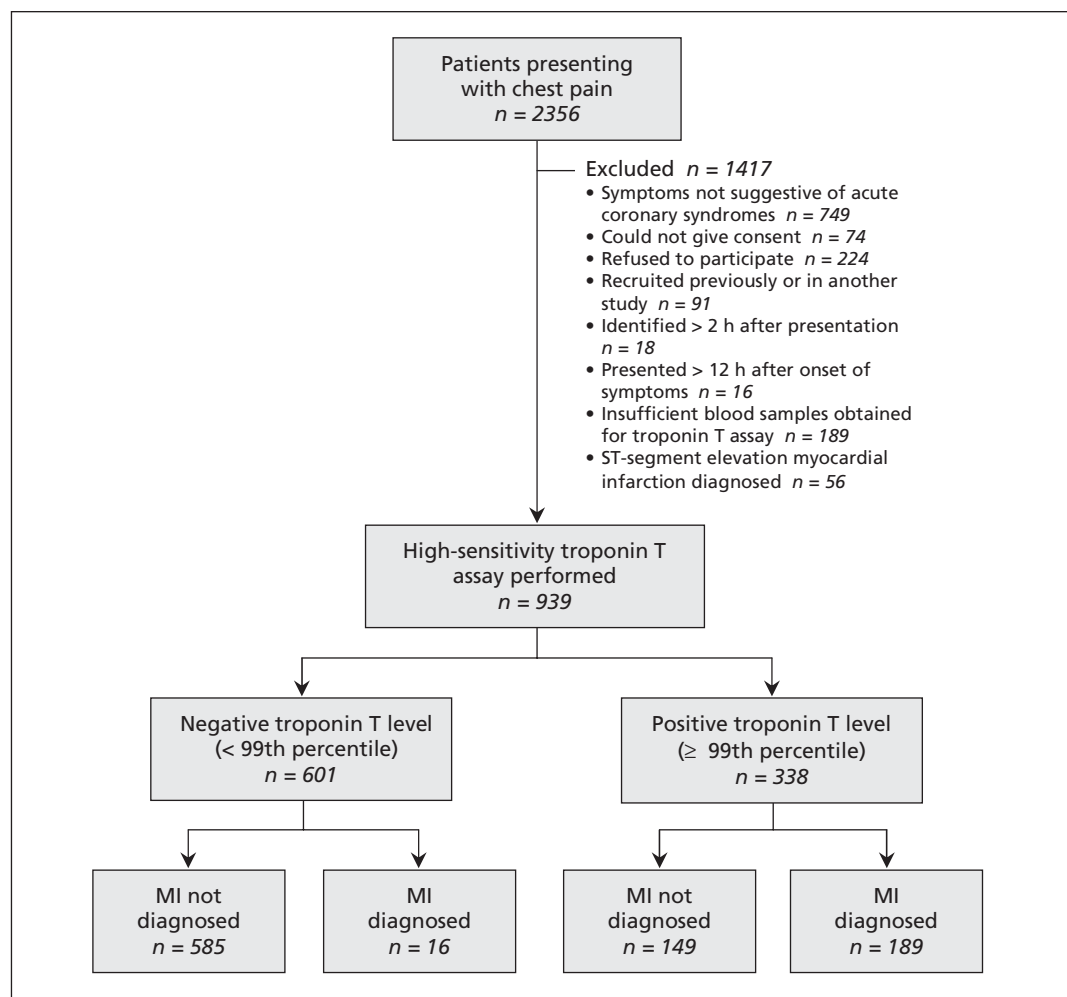 Patients presenting
with chest pain
n = 2356
Excluded n = 1417
• Symptoms not suggestive of acute
coronary syndromes n = 749
• Could not give consent n = 74
• Refused to participate n = 224
• Recruited previously or in another
study n = 91
• Identified > 2 h after presentation
n = 18
• Presented > 12 h after onset of
symptoms n = 16
• Insufficient blood samples obtained
for troponin T assay n = 189
• ST-segment elevation myocardial
infarction diagnosed n = 56
High-sensitivity troponin T
assay performed
n = 939
Negative troponin T level
(< 99th percentile)
n = 601
Positive troponin T level
(≥ 99th percentile)
n = 338
MI not
diagnosed
n = 585
MI
diagnosed
n = 16
MI not
diagnosed
n = 149
MI
diagnosed
n = 189